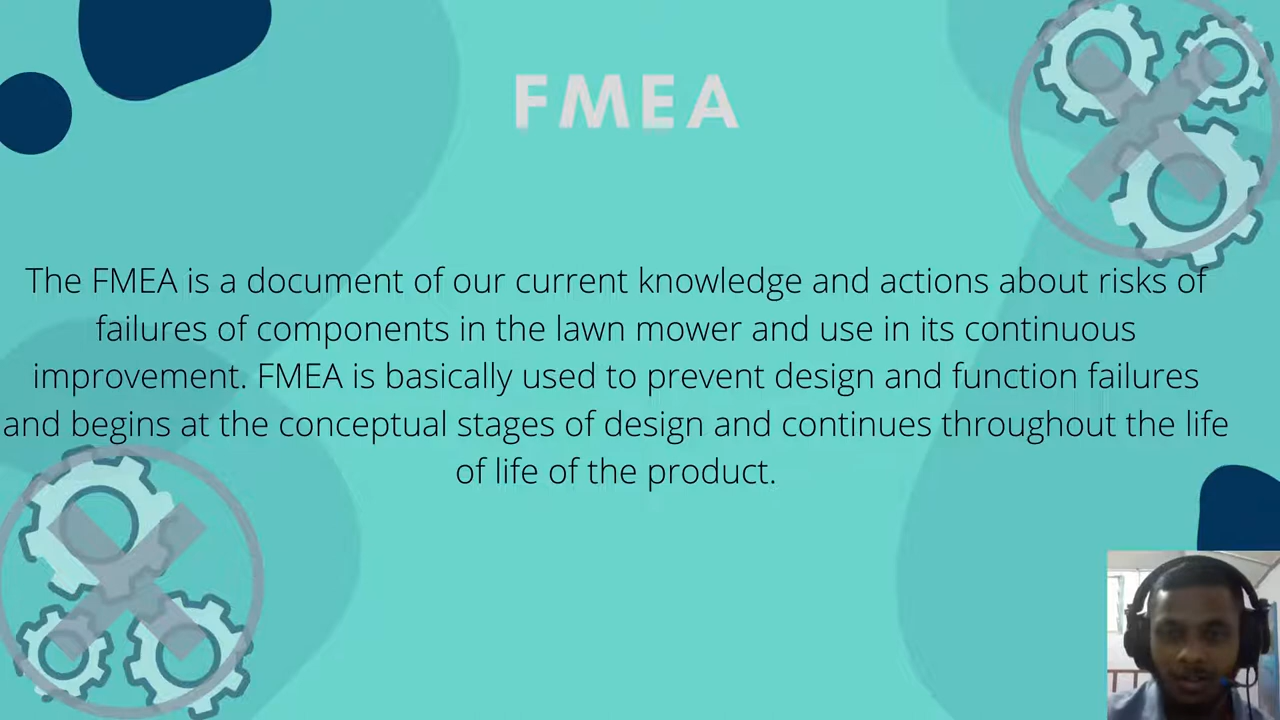 FMEA
The FMEA is a document of our current knowledge and actions about risks of
failures of components in the lawn mower and use in its continuous
improvement. FMEA is basically used to prevent design and function failures
and begins at the conceptual stages of design and continues throughout the life
of life of the product.